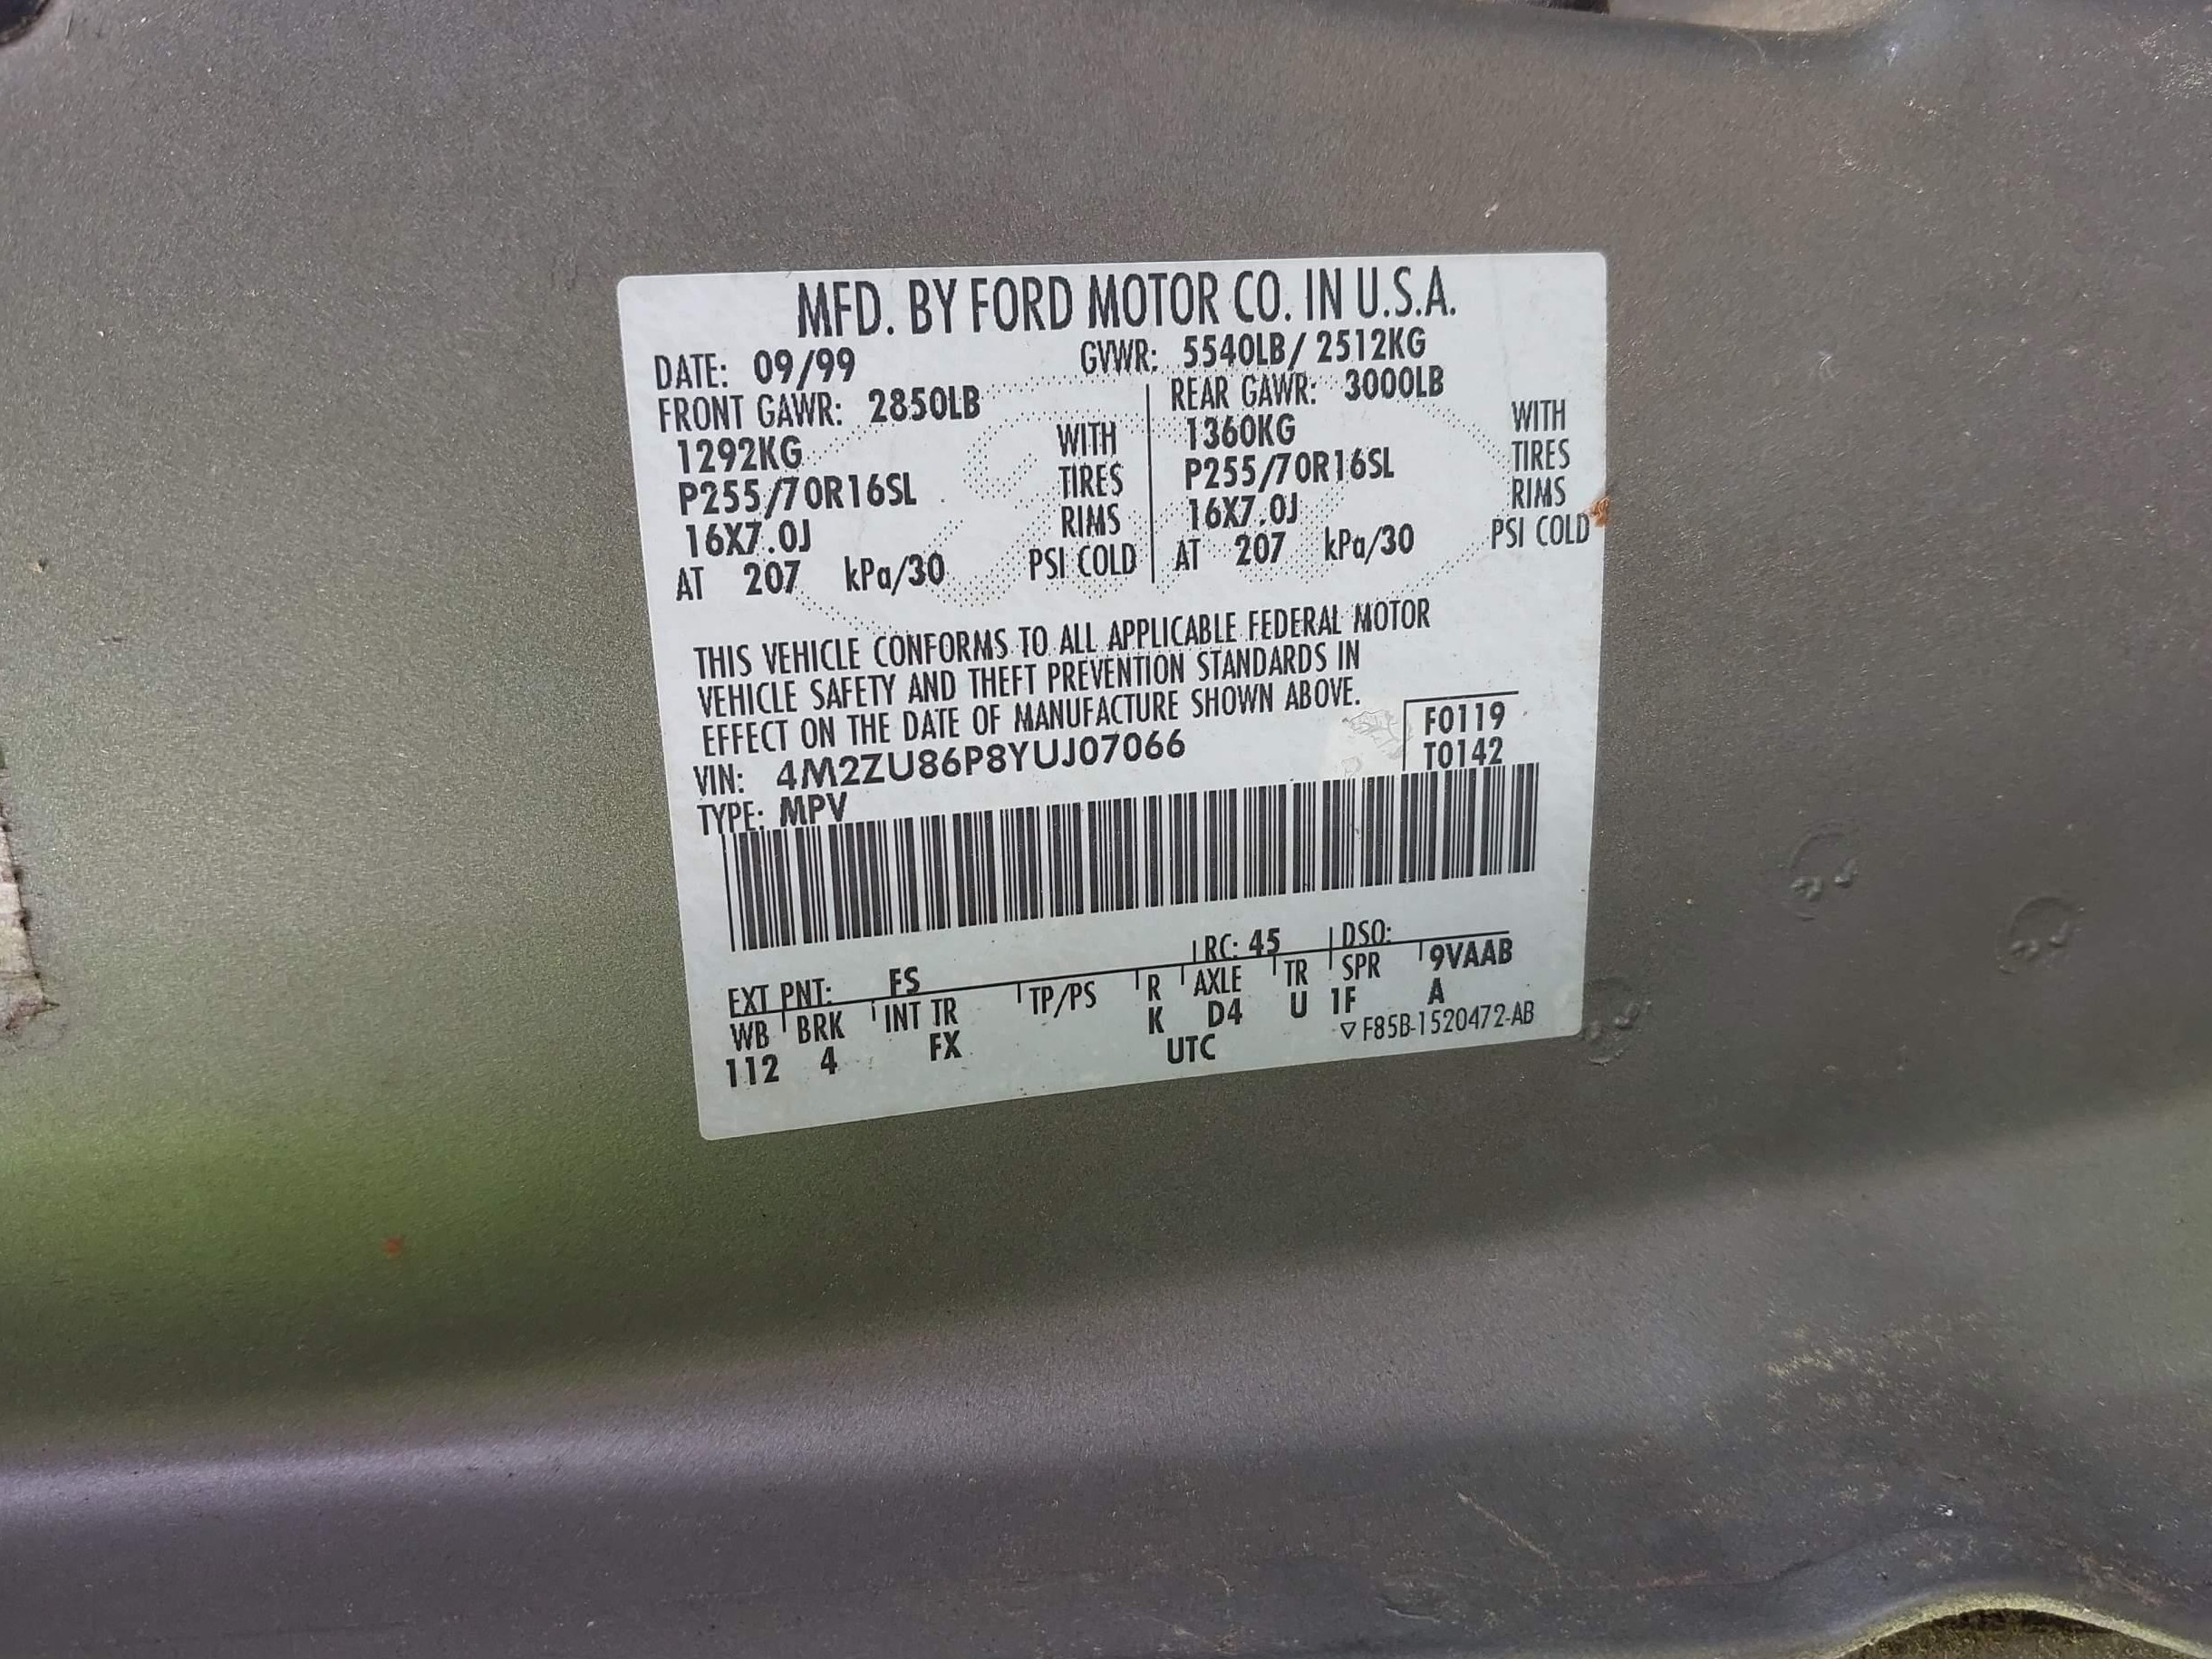 MFD. BY FORD MOTOR CO. IN U.S.A.
DATE: 09/99 GVWR: 5540LB/ 2512KG
FRONT GAWR: 2850LB REAR GAWR: 3000LB
1292KG WITH 1360KG WITH
P255/70R16SL TIRES P255/70R16SL TIRES
16X7.0J RIMS 16X7.0J RIMS
AT 207 kPa/30 PSI COLD AT 207 kPa/30 PSI COLD
THIS VEHICLE CONFORMS TO ALL APPLICABLE FEDERAL MOTOR
VEHICLE SAFETY AND THEFT PREVENTION STANDARDS IN
EFFECT ON THE DATE OF MANUFACTURE SHOWN ABOVE.
F0119
VIN: 4M2ZU86P8YUJ07066 T0142
TYPE: MPV
EXT PNT: FS RC: 45 DSO:
WB BRK INT TR TP/PS R AXLE TR SPR 9VAAB
112 4 FX K D4 U 1F A
UTC ▽ F85B-1520472-AB